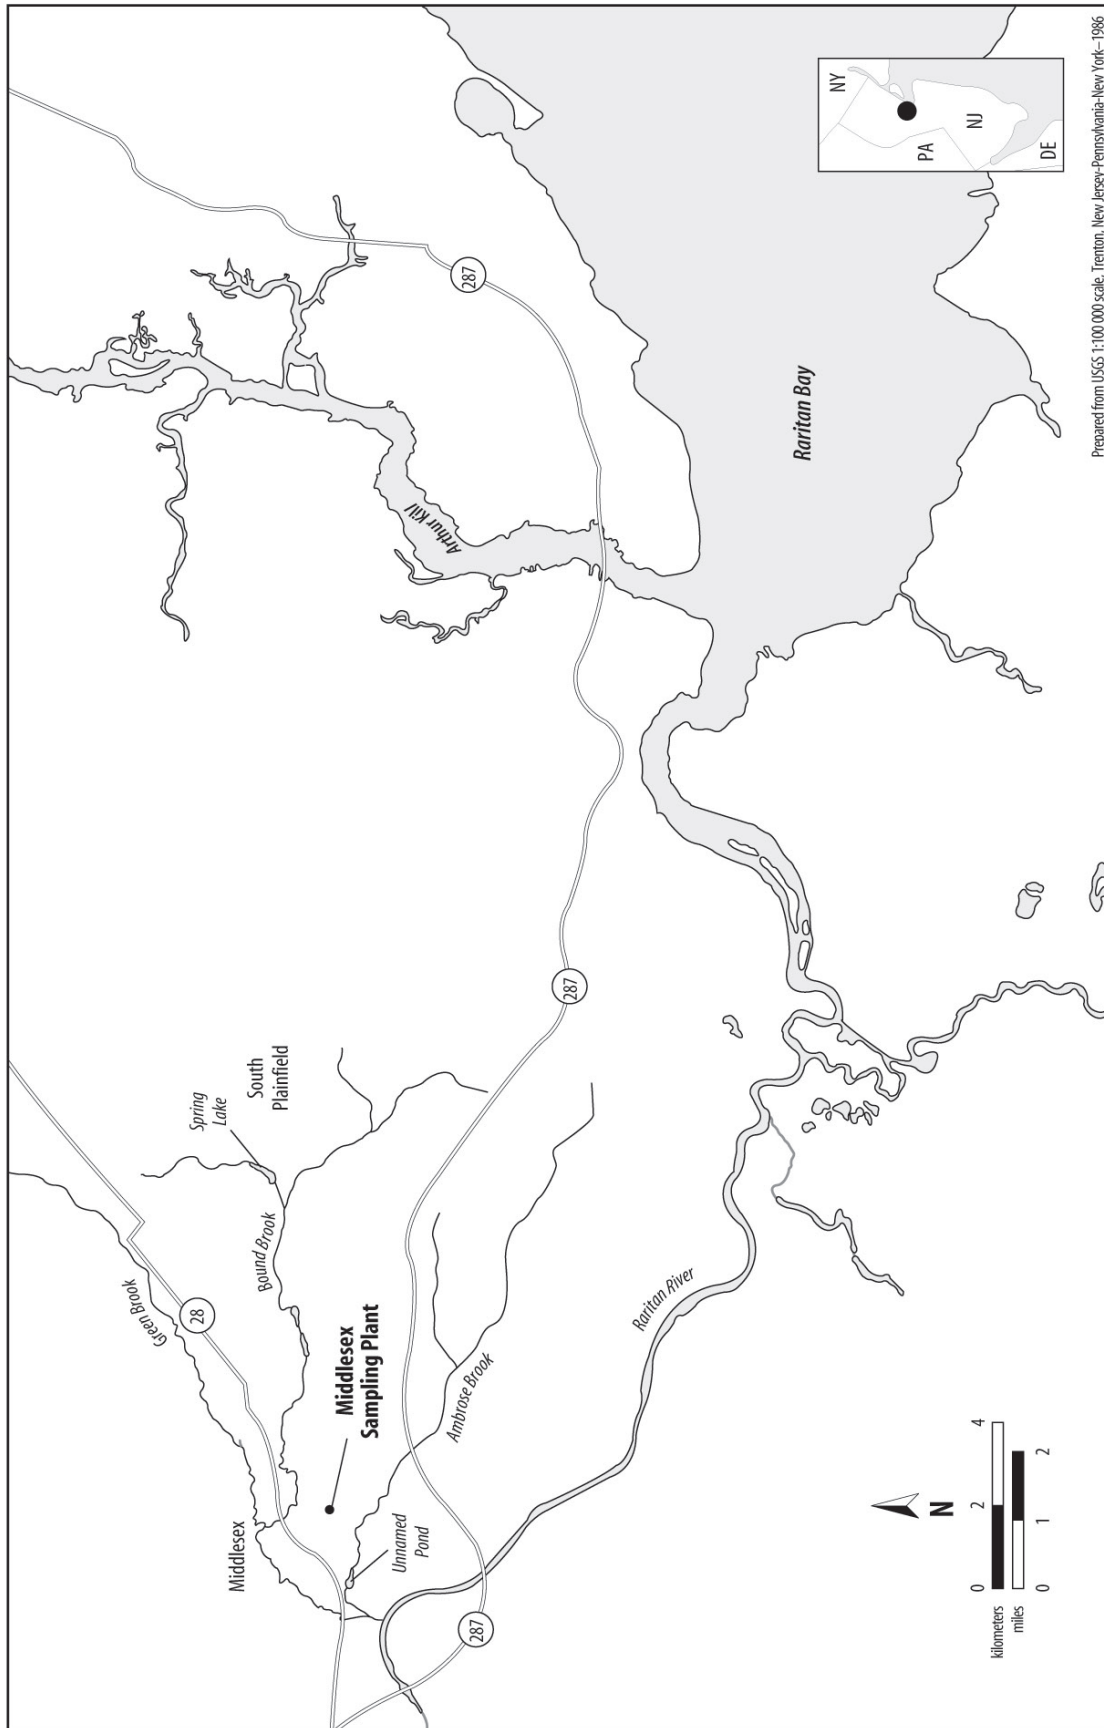 28
Green Brook
Bound Brook
Spring
Lake
South
Plainfield
Middlesex
Middlesex
Sampling Plant
Unnamed
Pond
Ambrose Brook
287
287
287
Raritan River
Arthur Kill
Raritan Bay
NY
PA
NJ
DE
N
0 2 4
kilometers
miles
0 1 2
Prepared from USGS 1:100 000 scale, Trenton, New Jersey-Pennsylvania-New York–1986